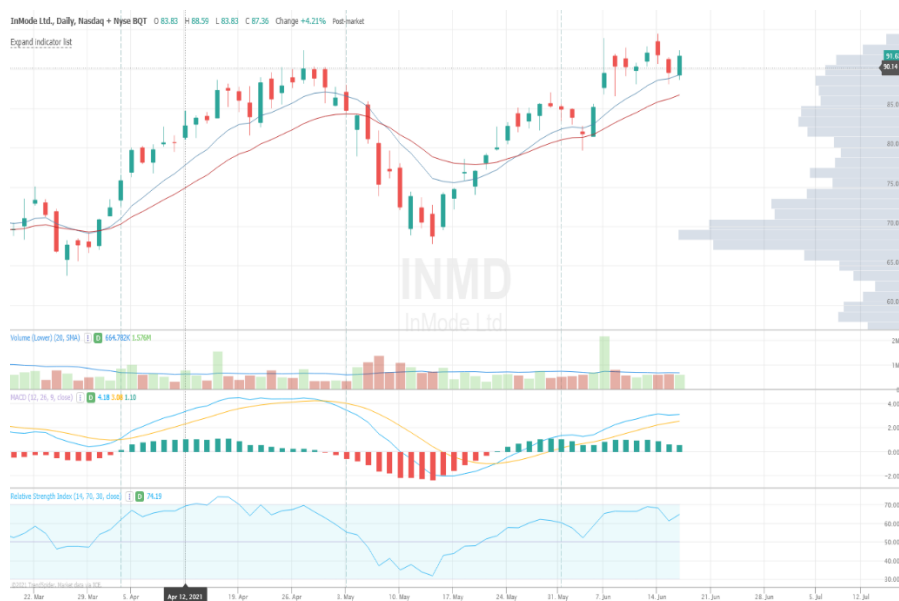 InMode Ltd., Daily, Nasdaq + Nyse BQT O 83.83 H 88.59 L 83.83 C 87.36 Change +4.21% Post-market
Expand indicator list
91.6
90.14
85.0
80.0
75.0
70.0
65.0
60.0
INMD
InMode Ltd
Volume (Lower) (20, SMA) D 664.782K 1.576M
2M
1M
0
MACD (12, 26, 9, close) D 4.18 3.08 1.10
4.00
2.00
0.00
-2.00
Relative Strength Index (14, 70, 30, close) D 74.19
70.00
60.00
50.00
40.00
30.00
22. Mar 29. Mar Apr 12, 2021 19. Apr 26. Apr 3. May 10. May 17. May 24. May 31. May 7. Jun 14. Jun 21. Jun 28. Jun 5. Jul 12. Jul